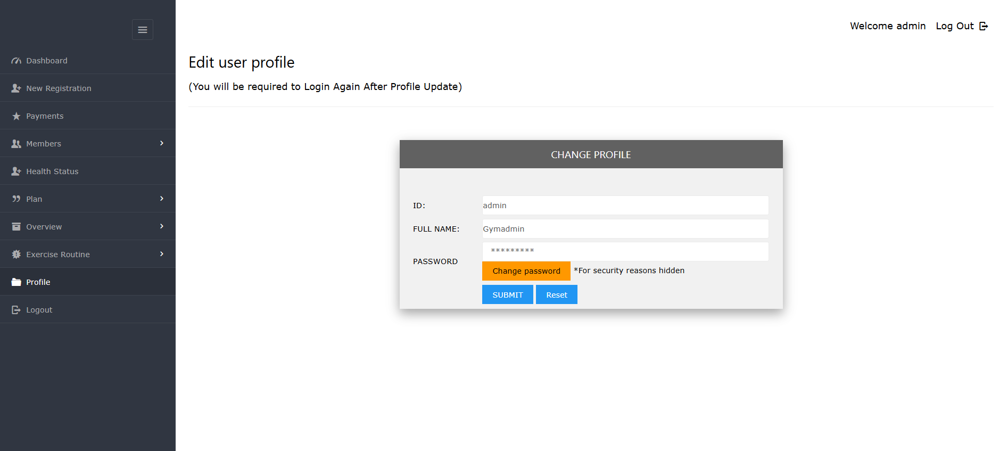 Welcome admin Log Out
Dashboard
New Registration
Payments
Members
Health Status
Plan
Overview
Exercise Routine
Profile
Logout
Edit user profile
(You will be required to Login Again After Profile Update)
CHANGE PROFILE
ID: admin
FULL NAME: Gymadmin
PASSWORD *********
Change password *For security reasons hidden
SUBMIT Reset